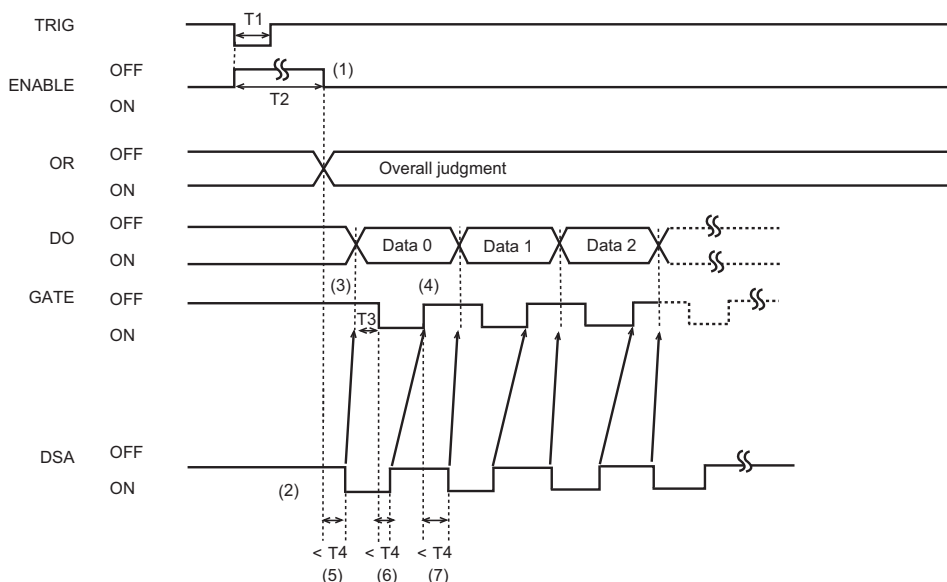 TRIG
T1
OFF
(1)
ENABLE
T2
ON
OFF
OR
Overall judgment
ON
OFF
DO
Data 0
Data 1
Data 2
ON
(3)
(4)
GATE
OFF
T3
ON
OFF
DSA
ON
(2)
< T4
< T4
< T4
(5)
(6)
(7)